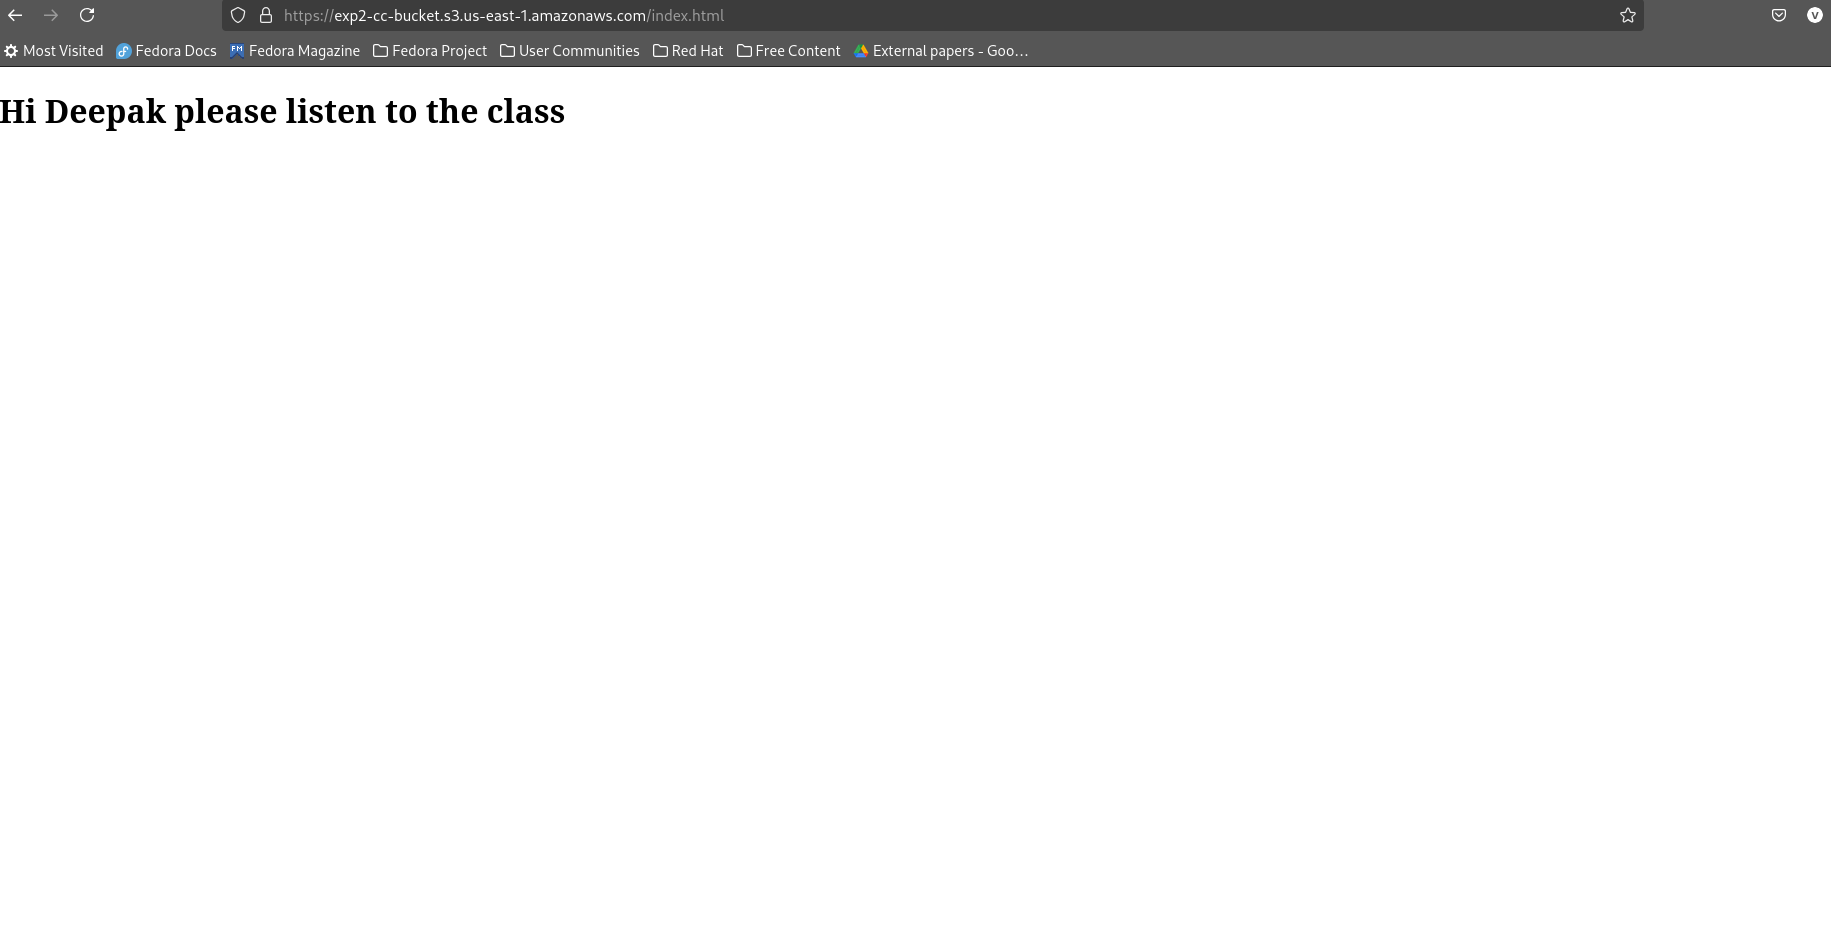 https://exp2-cc-bucket.s3.us-east-1.amazonaws.com/index.html
V
Most Visited Fedora Docs FM Fedora Magazine Fedora Project User Communities Red Hat Free Content External papers - Goo...
Hi Deepak please listen to the class